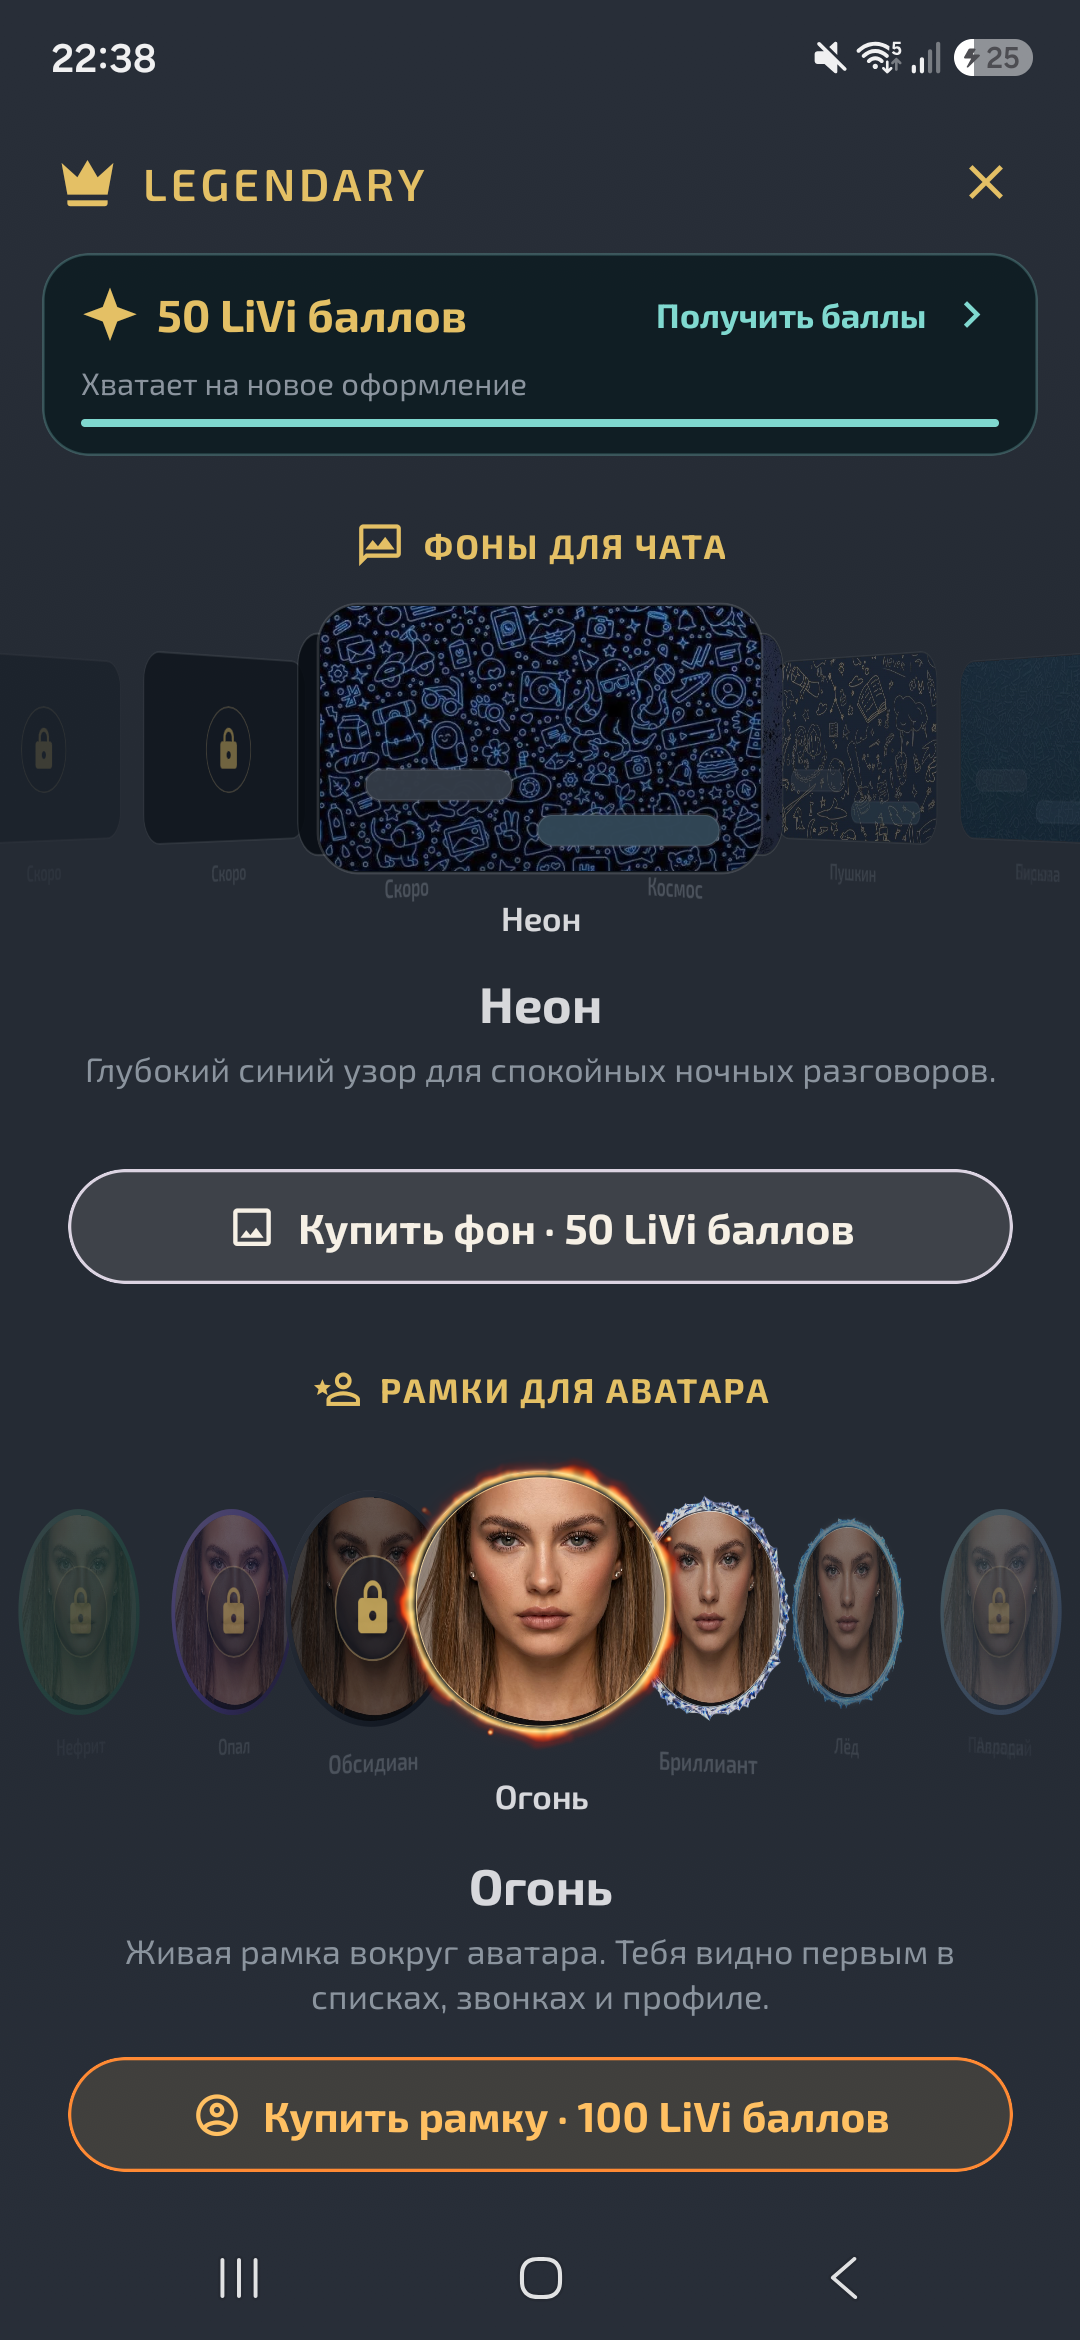 22:38
5
25
LEGENDARY
50 LiVi баллов
Получить баллы
Хватает на новое оформление
ФОНЫ ДЛЯ ЧАТА
Скоро
Скоро
Скоро
Космос
Пушкин
Неон
Неон
Глубокий синий узор для спокойных ночных разговоров.
Купить фон · 50 LiVi баллов
РАМКИ ДЛЯ АВАТАРА
Нефрит
Опал
Обсидиан
Бриллиант
Лёд
Огонь
Огонь
Живая рамка вокруг аватара. Тебя видно первым в
списках, звонках и профиле.
Купить рамку · 100 LiVi баллов